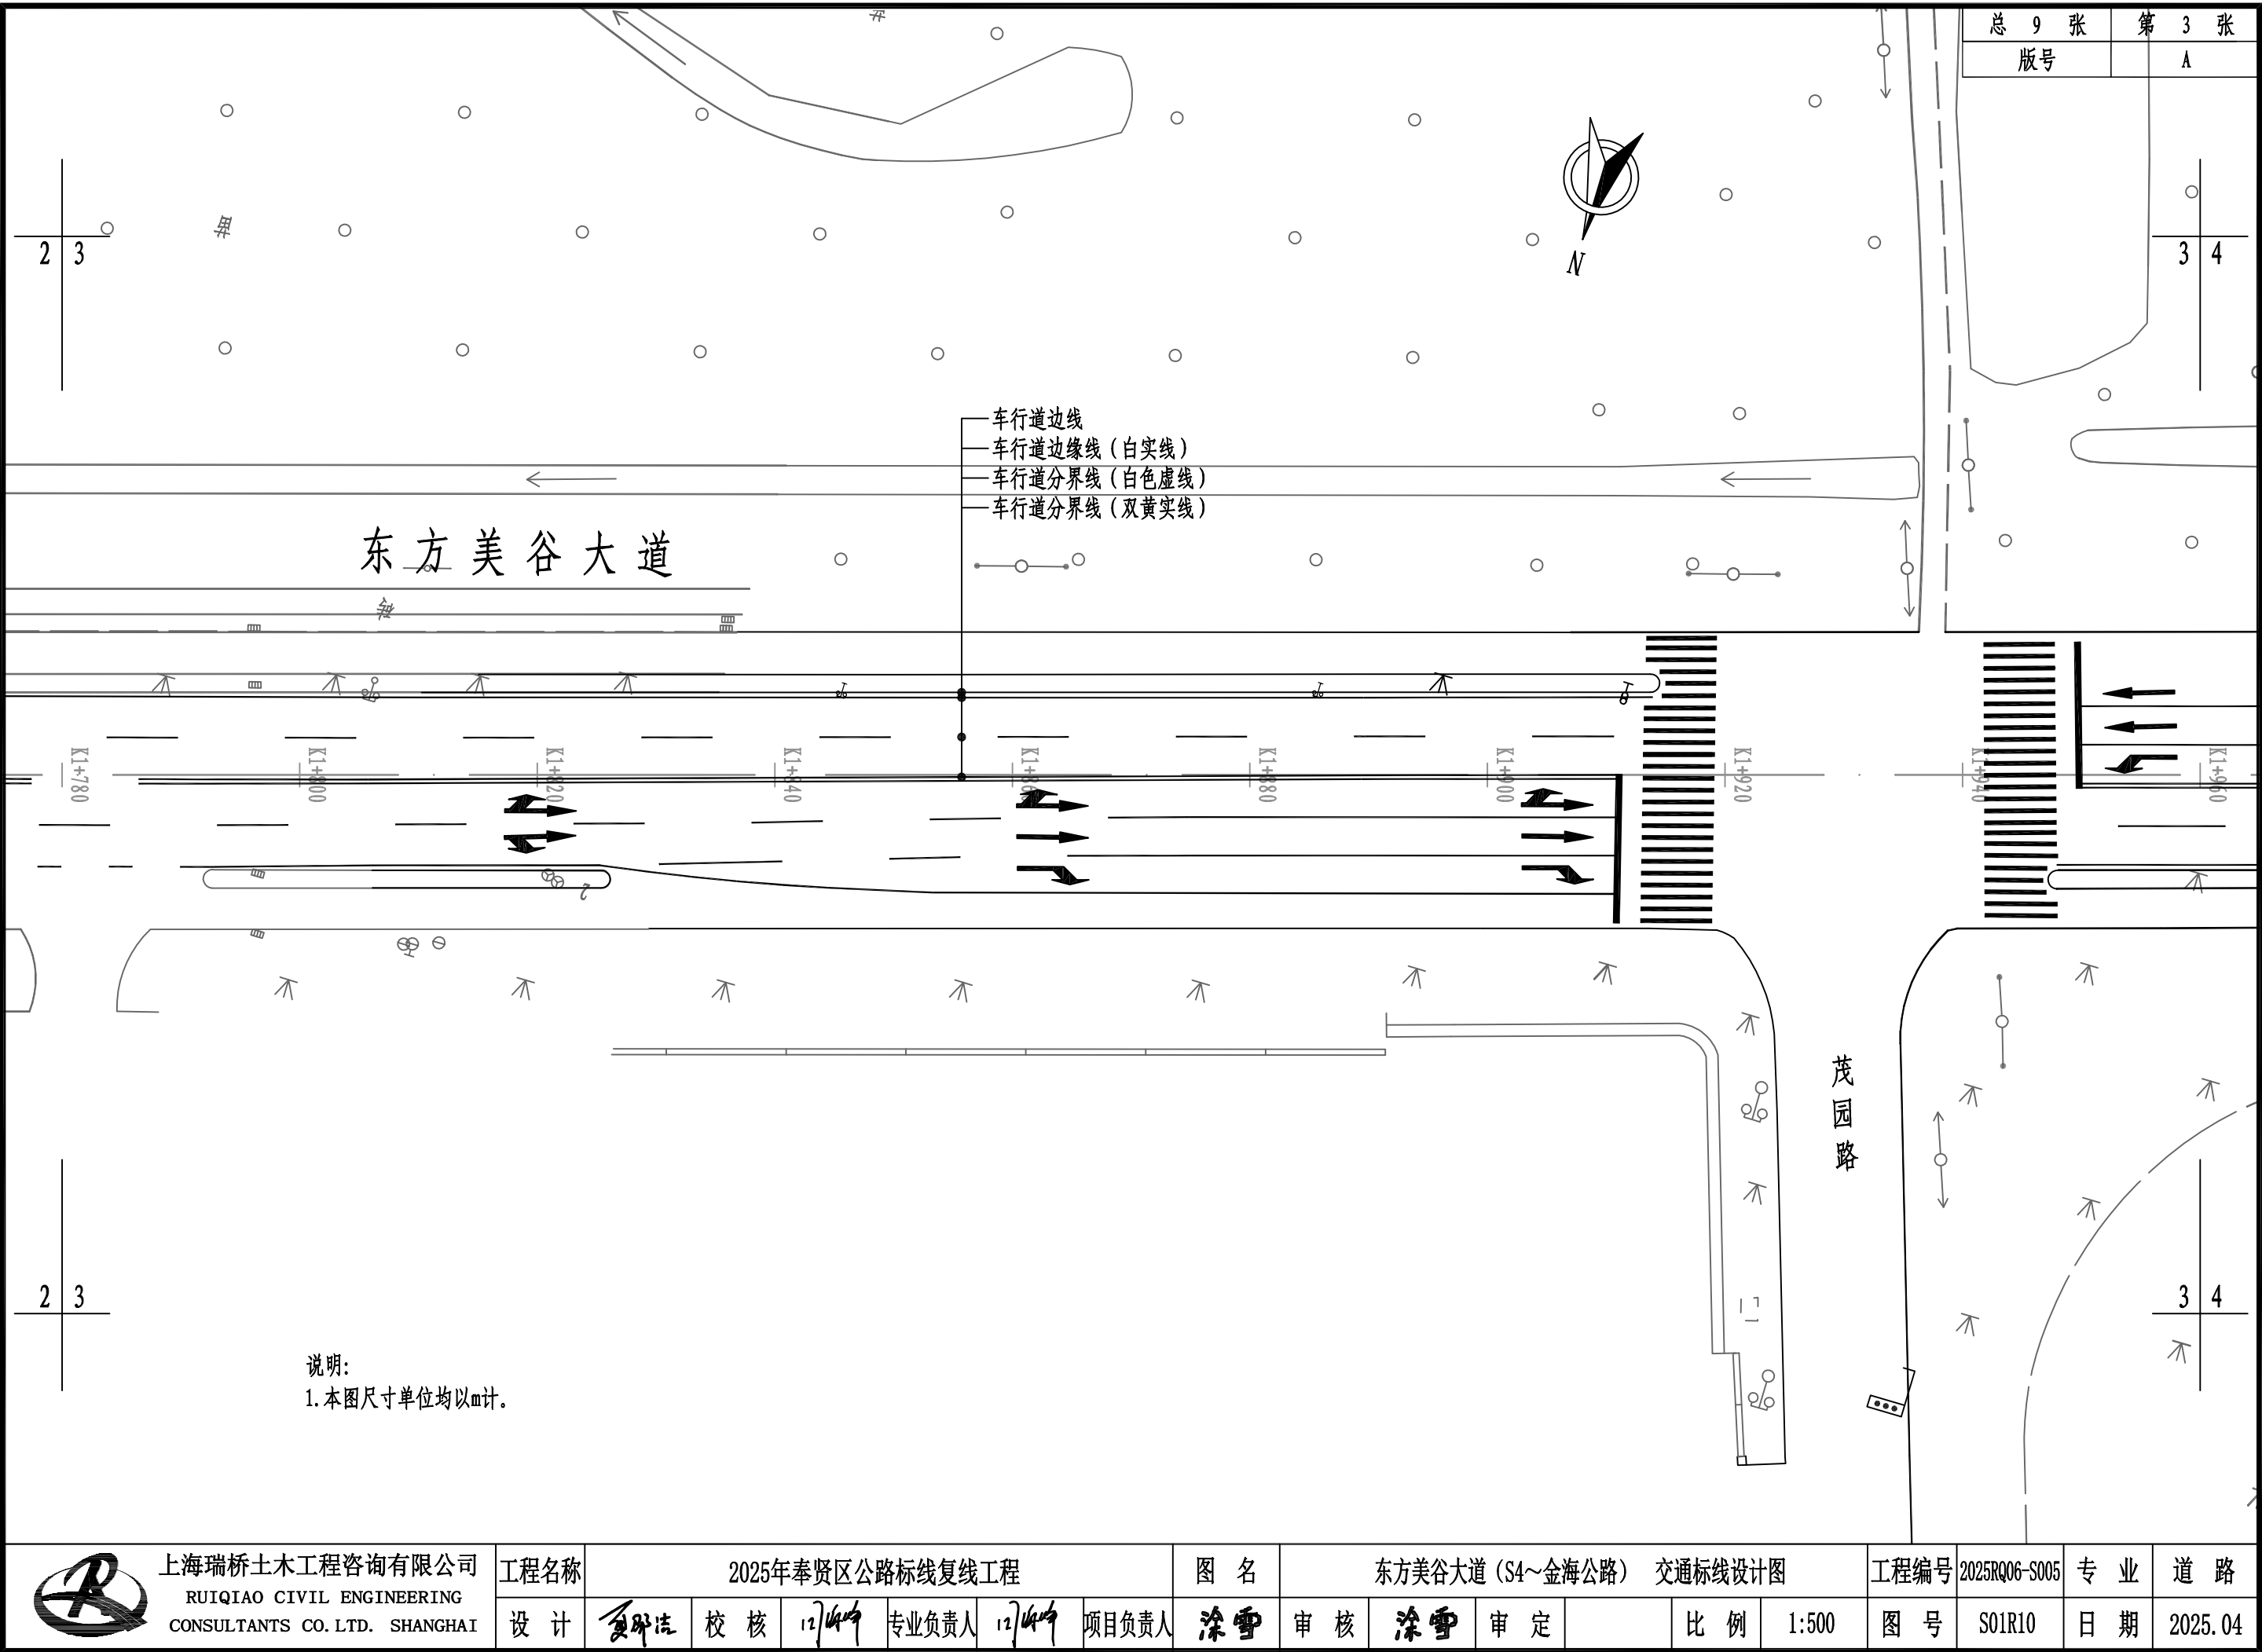 总 9 张 第 3 张
版号 A
2 3
3 4
N
车行道边线
车行道边缘线（白实线）
车行道分界线（白色虚线）
车行道分界线（双黄实线）
东方美谷大道
K1+780
K1+800
K1+820
K1+840
K1+860
K1+880
K1+900
K1+920
K1+940
K1+960
茂园路
2 3
3 4
说明:
1.本图尺寸单位均以m计。
上海瑞桥土木工程咨询有限公司
RUIQIAO CIVIL ENGINEERING
CONSULTANTS CO.LTD. SHANGHAI
工程名称 2025年奉贤区公路标线复线工程 图 名 东方美谷大道（S4～金海公路） 交通标线设计图 工程编号 2025RQ06-S005 专 业 道 路
设 计 校 核 专业负责人 项目负责人 涂雪 审 核 涂雪 审 定 比 例 1:500 图 号 S01R10 日 期 2025.04